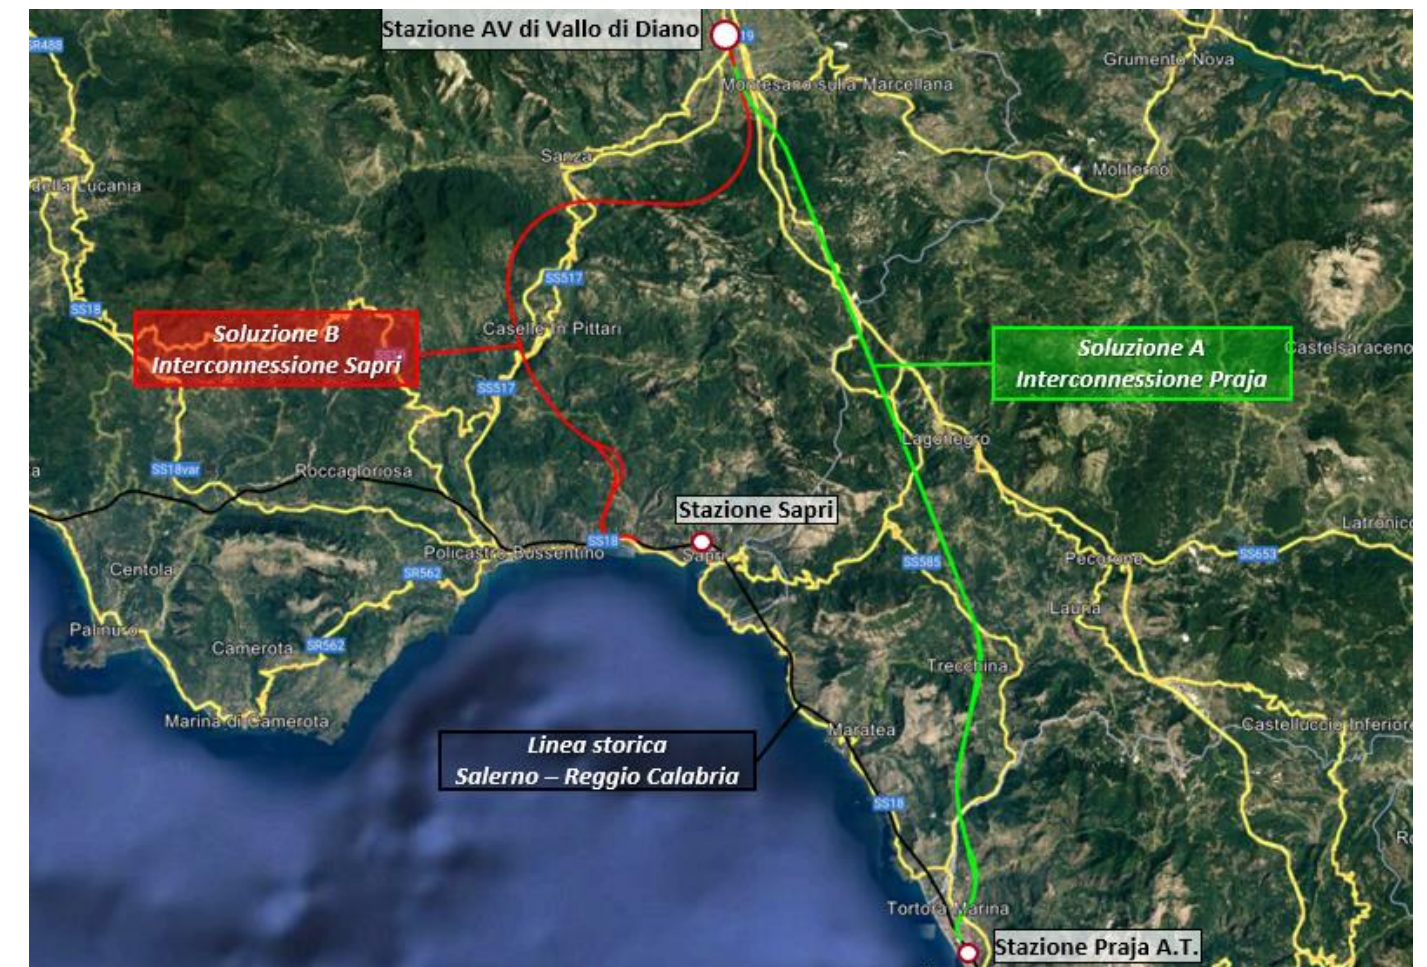 Stazione AV di Vallo di Diano
19
SR488
Grumento Nova
Montesano sulla Marcellana
Sanza
Moliterno
della Lucania
SS517
SS18
Soluzione B
Interconnessione Sapri
Caselle in Pittari
Soluzione A
Interconnessione Praja
Castelsaraceno
SS517
Lagonegro
SS18var
Roccagloriosa
a
Stazione Sapri
Latronico
SS18
Policastro Bussentino
Sapri
SS585
Pecorone
SS653
Centola
SR562
Lauria
Palinuro
Camerota
SR562
Trecchina
Marina di Camerota
Maratea
Castelluccio Inferiore
Linea storica
Salerno – Reggio Calabria
SS18
Tortora Marina
Stazione Praja A.T.